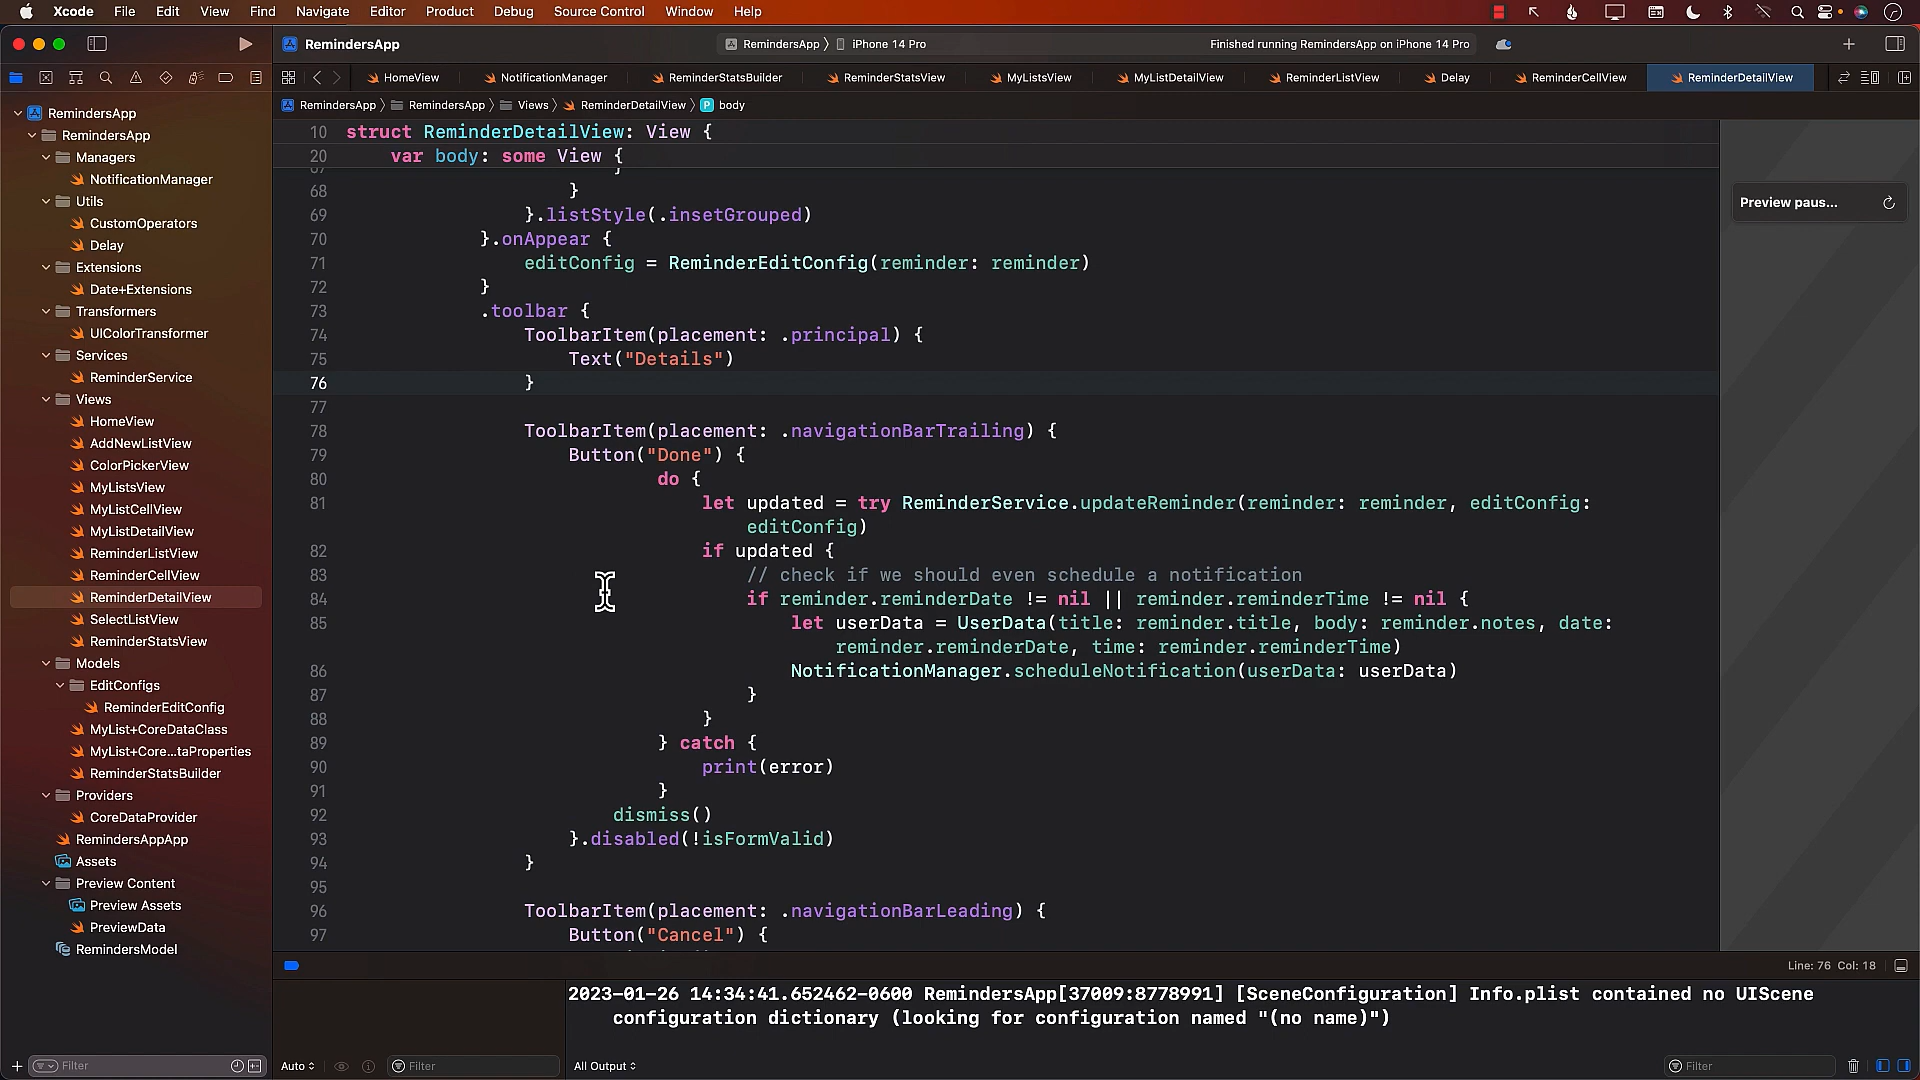 Xcode File Edit View Find Navigate Editor Product Debug Source Control Window Help
RemindersApp
RemindersApp iPhone 14 Pro
Finished running RemindersApp on iPhone 14 Pro
HomeView NotificationManager ReminderStatsBuilder ReminderStatsView MyListsView MyListDetailView ReminderListView Delay ReminderCellView ReminderDetailView
RemindersApp RemindersApp Views ReminderDetailView P body
RemindersApp
RemindersApp
Managers
NotificationManager
Utils
CustomOperators
Delay
Extensions
Date+Extensions
Transformers
UIColorTransformer
Services
ReminderService
Views
HomeView
AddNewListView
ColorPickerView
MyListsView
MyListCellView
MyListDetailView
ReminderListView
ReminderCellView
ReminderDetailView
SelectListView
ReminderStatsView
Models
EditConfigs
ReminderEditConfig
MyList+CoreDataClass
MyList+Core...taProperties
ReminderStatsBuilder
Providers
CoreDataProvider
RemindersAppApp
Assets
Preview Content
Preview Assets
PreviewData
RemindersModel
Filter
10 struct ReminderDetailView: View {
20 var body: some View {
67 }
68 }
69 }.listStyle(.insetGrouped)
70 }.onAppear {
71 editConfig = ReminderEditConfig(reminder: reminder)
72 }
73 .toolbar {
74 ToolbarItem(placement: .principal) {
75 Text("Details")
76 }
77
78 ToolbarItem(placement: .navigationBarTrailing) {
79 Button("Done") {
80 do {
81 let updated = try ReminderService.updateReminder(reminder: reminder, editConfig:
editConfig)
82 if updated {
83 // check if we should even schedule a notification
84 if reminder.reminderDate != nil || reminder.reminderTime != nil {
85 let userData = UserData(title: reminder.title, body: reminder.notes, date:
reminder.reminderDate, time: reminder.reminderTime)
86 NotificationManager.scheduleNotification(userData: userData)
87 }
88 }
89 } catch {
90 print(error)
91 }
92 dismiss()
93 }.disabled(!isFormValid)
94 }
95
96 ToolbarItem(placement: .navigationBarLeading) {
97 Button("Cancel") {
Preview paus...
Line: 76 Col: 18
2023-01-26 14:34:41.652462-0600 RemindersApp[37009:8778991] [SceneConfiguration] Info.plist contained no UIScene
configuration dictionary (looking for configuration named "(no name)")
Auto Filter All Output Filter